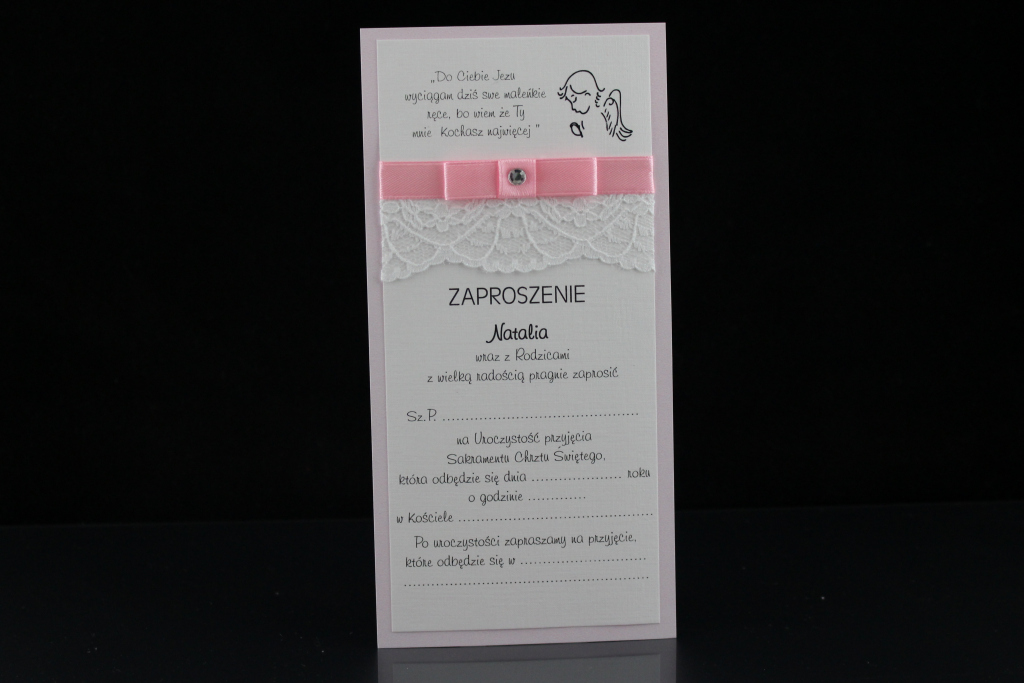 „Do Ciebie Jezu
wyciągam dziś swe maleńkie
ręce, bo wiem że Ty
mnie Kochasz najwięcej ”
ZAPROSZENIE
Natalia
wraz z Rodzicami
z wielką radością pragnie zaprosić
Sz.P. ...........................................
na Uroczystość przyjęcia
Sakramentu Chrztu Świętego,
która odbędzie się dnia .................... roku
o godzinie .............
w Kościele ...........................................
Po uroczystości zapraszamy na przyjęcie,
które odbędzie się w ............................
......................................................